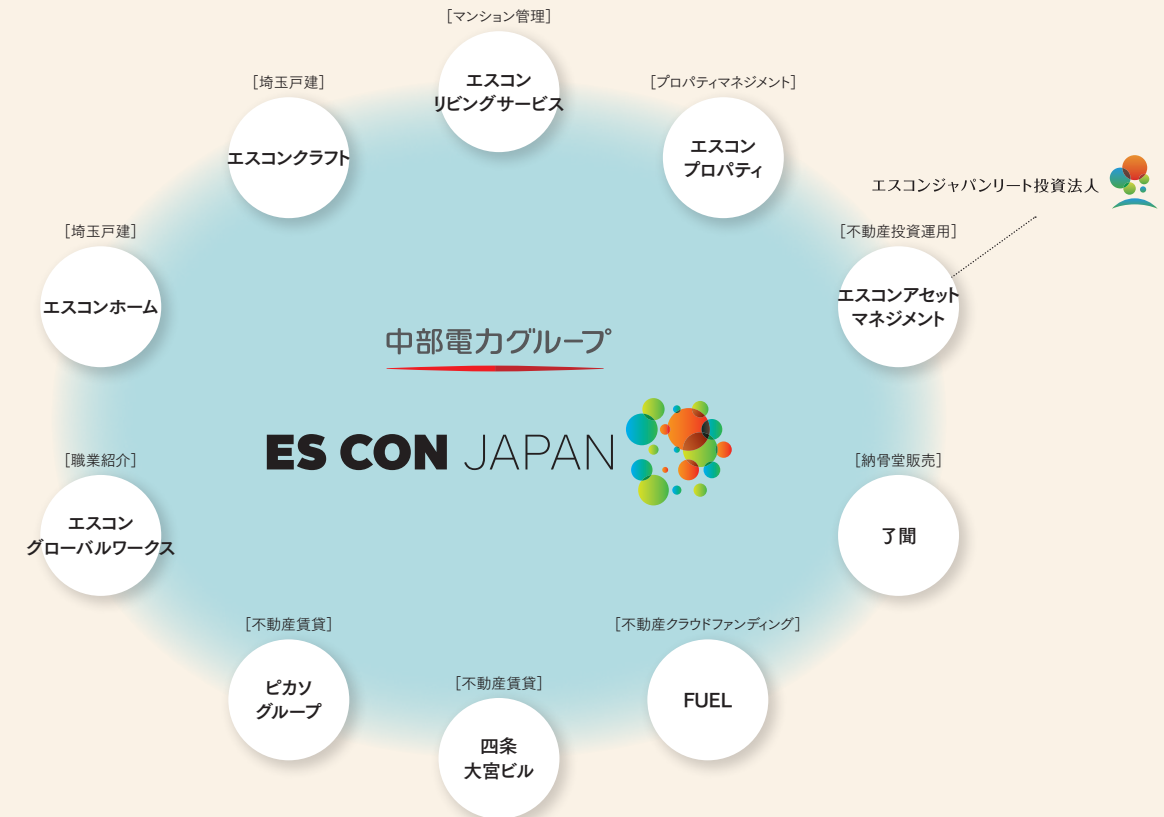 [マンション管理]
エスコン
リビングサービス
[埼玉戸建]
エスコンクラフト
[プロパティマネジメント]
エスコン
プロパティ
エスコンジャパンリート投資法人
[埼玉戸建]
エスコンホーム
[不動産投資運用]
エスコンアセット
マネジメント
中部電力グループ
ES CON JAPAN
[職業紹介]
エスコン
グローバルワークス
[納骨堂販売]
了聞
[不動産賃貸]
ピカソ
グループ
[不動産賃貸]
四条
大宮ビル
[不動産クラウドファンディング]
FUEL